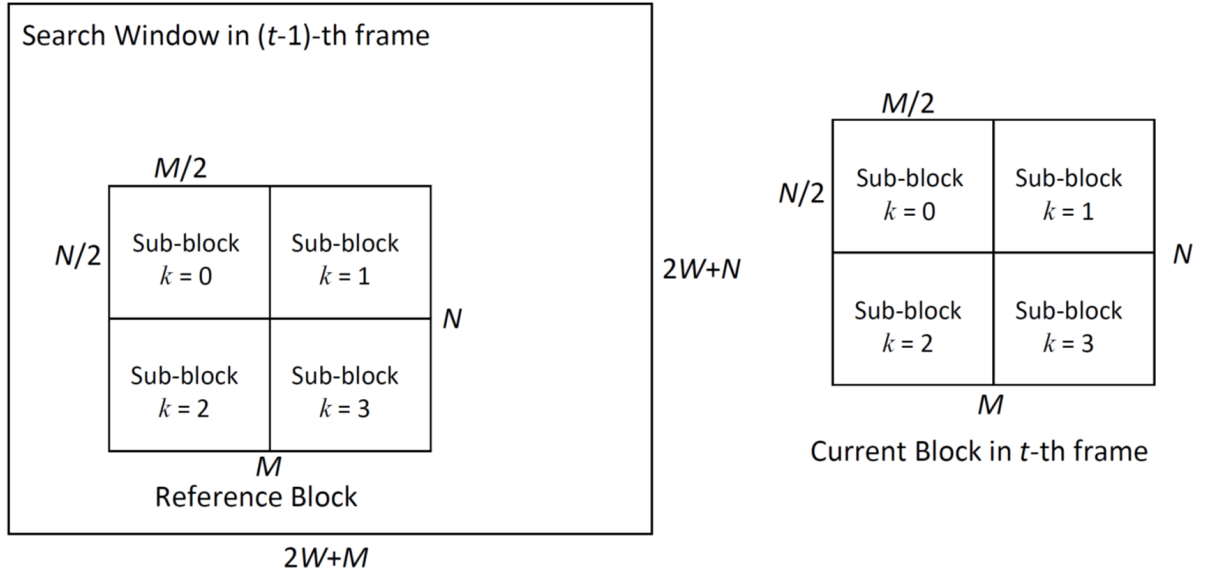 Search Window in (t-1)-th frame
M/2
N/2
Sub-block
k = 0
Sub-block
k = 1
Sub-block
k = 2
Sub-block
k = 3
N
M
Reference Block
2W+N
2W+M
M/2
N/2
Sub-block
k = 0
Sub-block
k = 1
Sub-block
k = 2
Sub-block
k = 3
N
M
Current Block in t-th frame